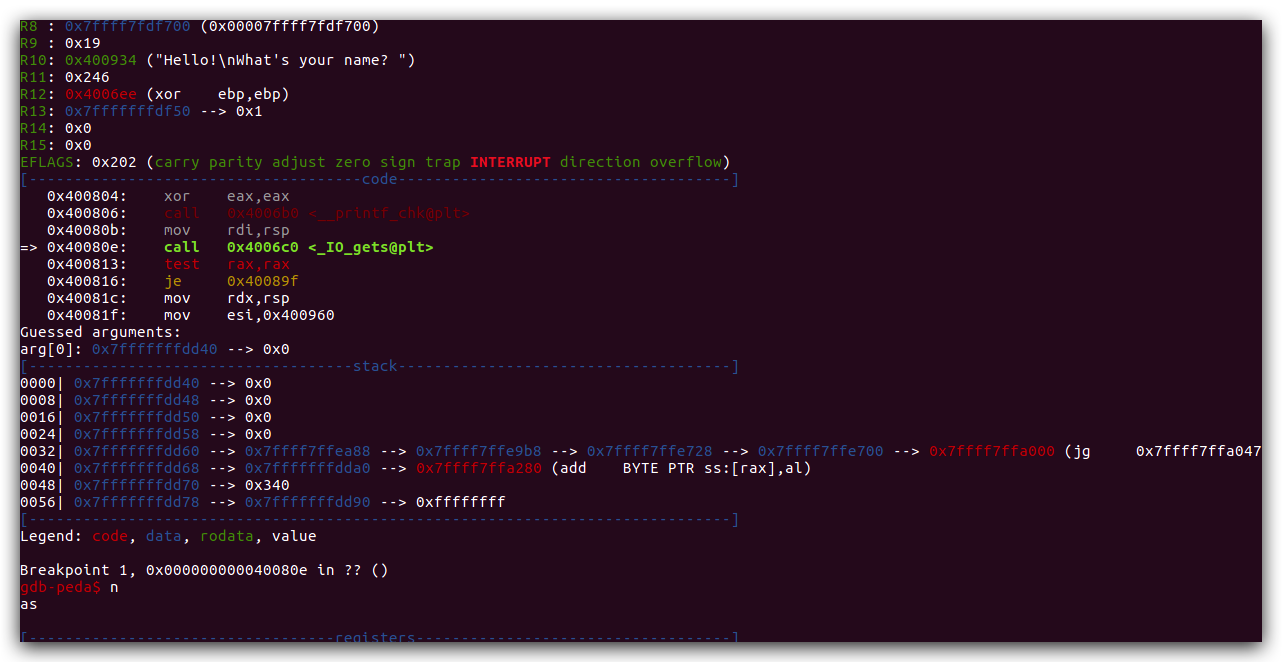 R8 : 0x7ffff7fdf700 (0x00007ffff7fdf700)
R9 : 0x19
R10: 0x400934 ("Hello!\nWhat's your name? ")
R11: 0x246
R12: 0x4006ee (xor    ebp,ebp)
R13: 0x7fffffffdf50 --> 0x1
R14: 0x0
R15: 0x0
EFLAGS: 0x202 (carry parity adjust zero sign trap INTERRUPT direction overflow)
[-------------------------------------code-------------------------------------]
   0x400804:    xor    eax,eax
   0x400806:    call   0x4006b0 <__printf_chk@plt>
   0x40080b:    mov    rdi,rsp
=> 0x40080e:    call   0x4006c0 <_IO_gets@plt>
   0x400813:    test   rax,rax
   0x400816:    je     0x40089f
   0x40081c:    mov    rdx,rsp
   0x40081f:    mov    esi,0x400960
Guessed arguments:
arg[0]: 0x7fffffffdd40 --> 0x0
[------------------------------------stack-------------------------------------]
0000| 0x7fffffffdd40 --> 0x0
0008| 0x7fffffffdd48 --> 0x0
0016| 0x7fffffffdd50 --> 0x0
0024| 0x7fffffffdd58 --> 0x0
0032| 0x7fffffffdd60 --> 0x7ffff7ffea88 --> 0x7ffff7ffe9b8 --> 0x7ffff7ffe728 --> 0x7ffff7ffe700 --> 0x7ffff7ffa000 (jg     0x7ffff7ffa047
0040| 0x7fffffffdd68 --> 0x7fffffffdda0 --> 0x7ffff7ffa280 (add    BYTE PTR ss:[rax],al)
0048| 0x7fffffffdd70 --> 0x340
0056| 0x7fffffffdd78 --> 0x7fffffffdd90 --> 0xffffffff
[------------------------------------------------------------------------------]
Legend: code, data, rodata, value
Breakpoint 1, 0x000000000040080e in ?? ()
gdb-peda$ n
as
[----------------------------------registers-----------------------------------]